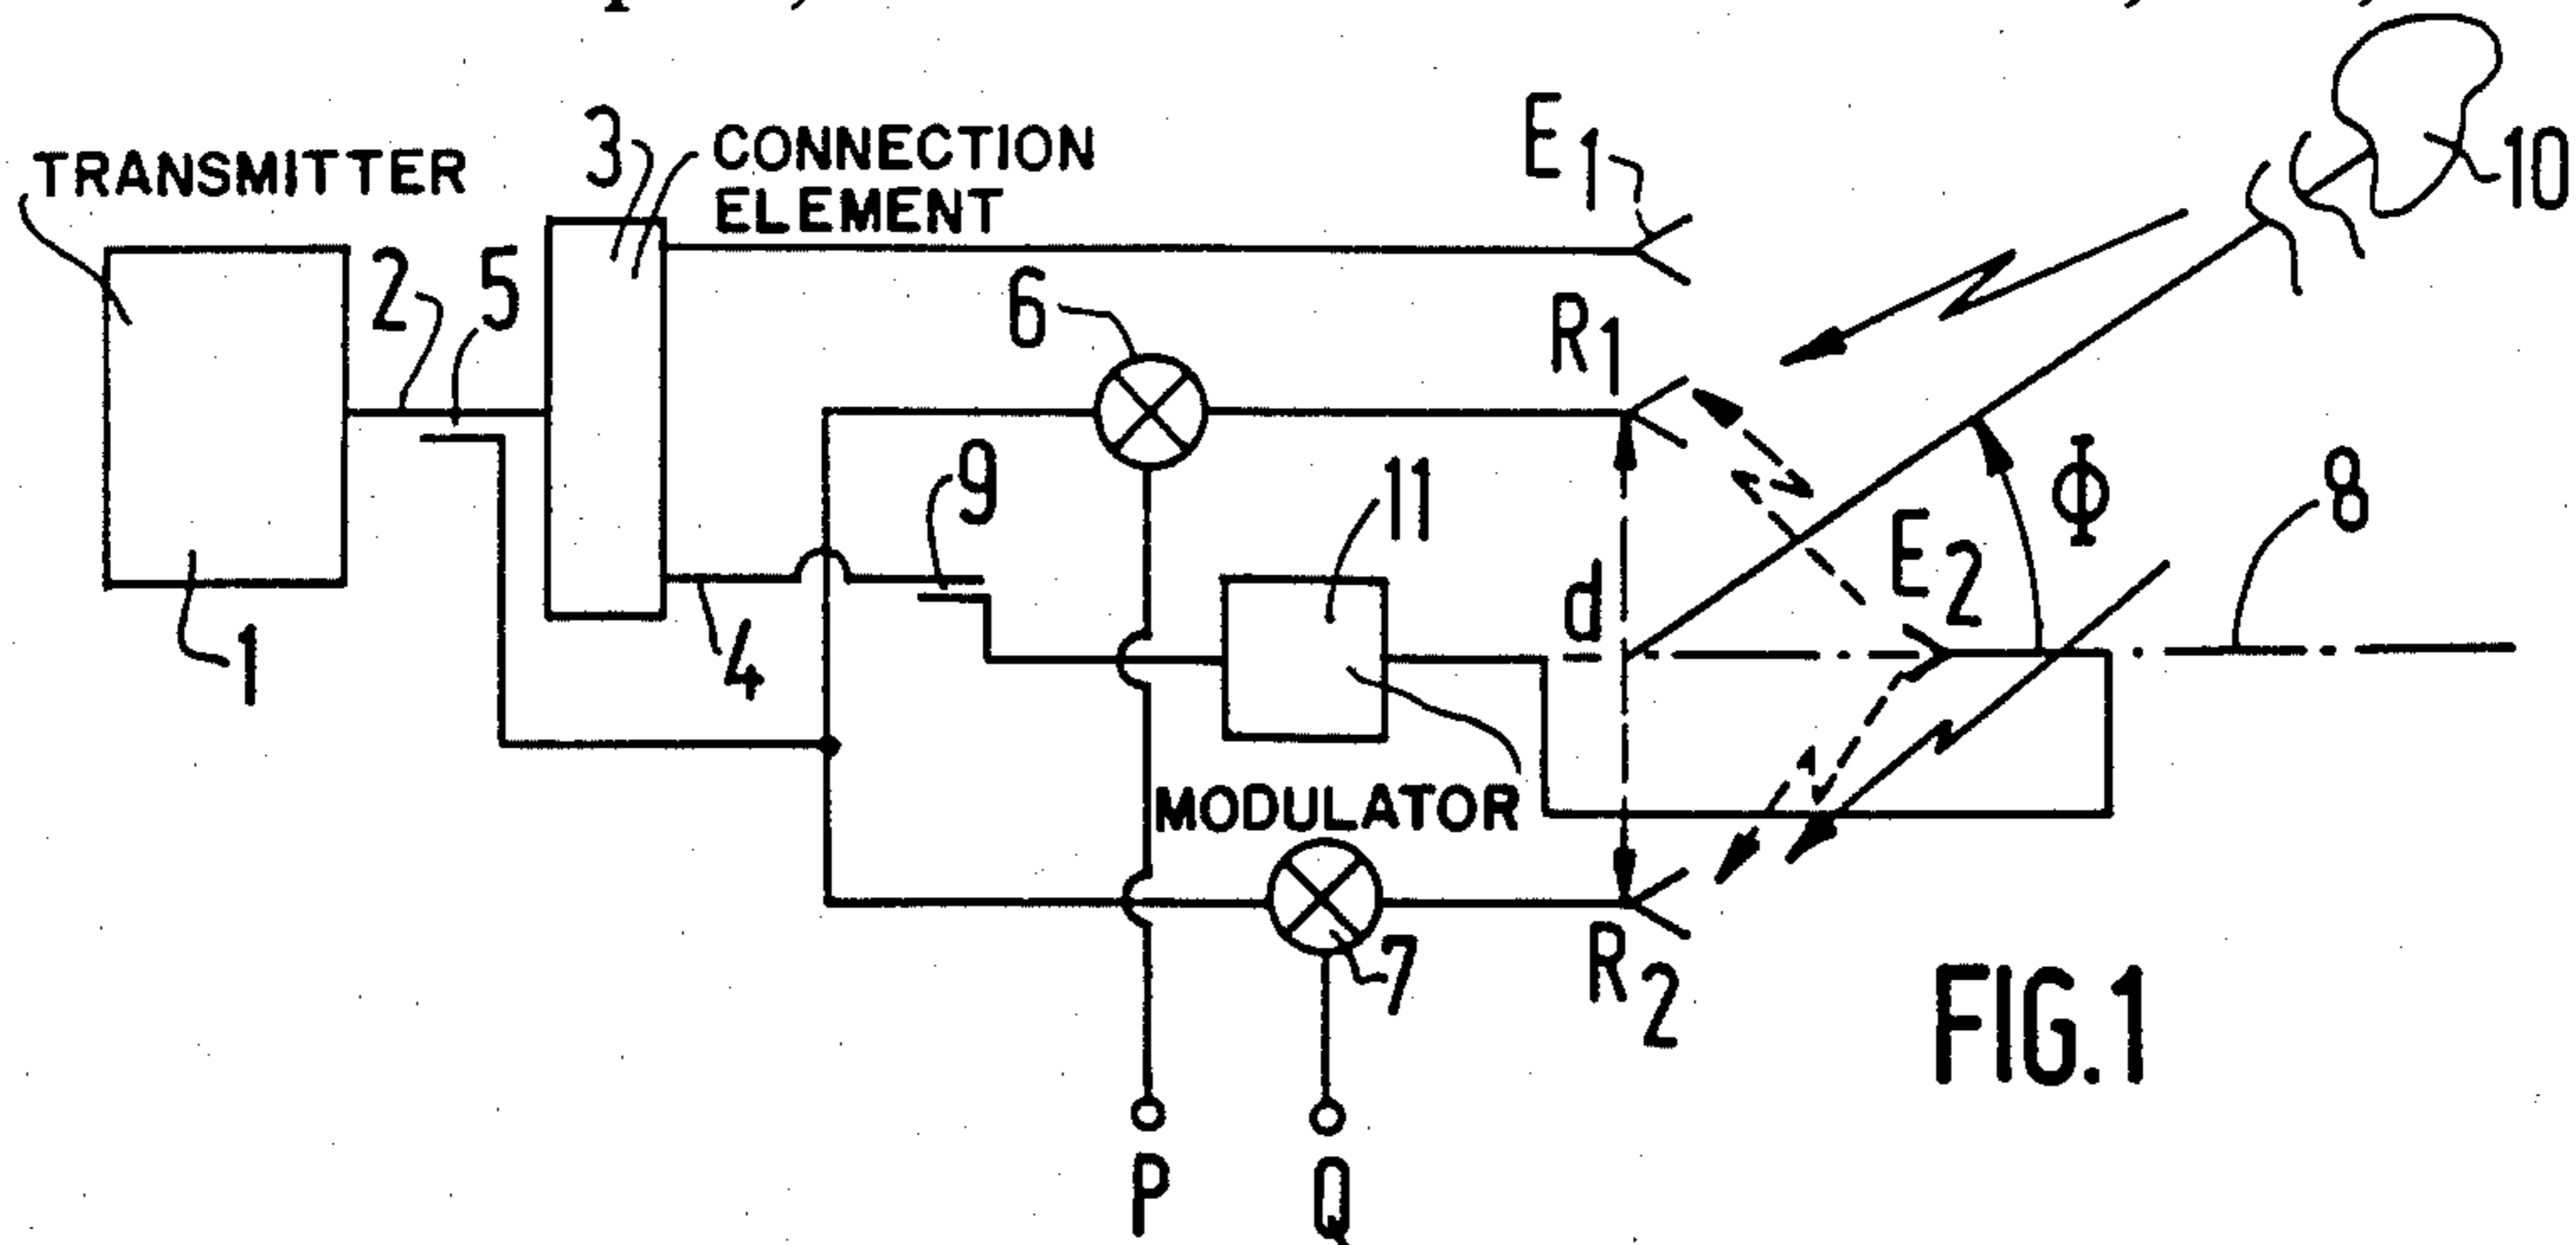 TRANSMITTER
3
CONNECTION
ELEMENT
E1
10
2
5
6
R1
9
11
Φ
8
E2
d
1
4
MODULATOR
7
R2
FIG.1
P
Q